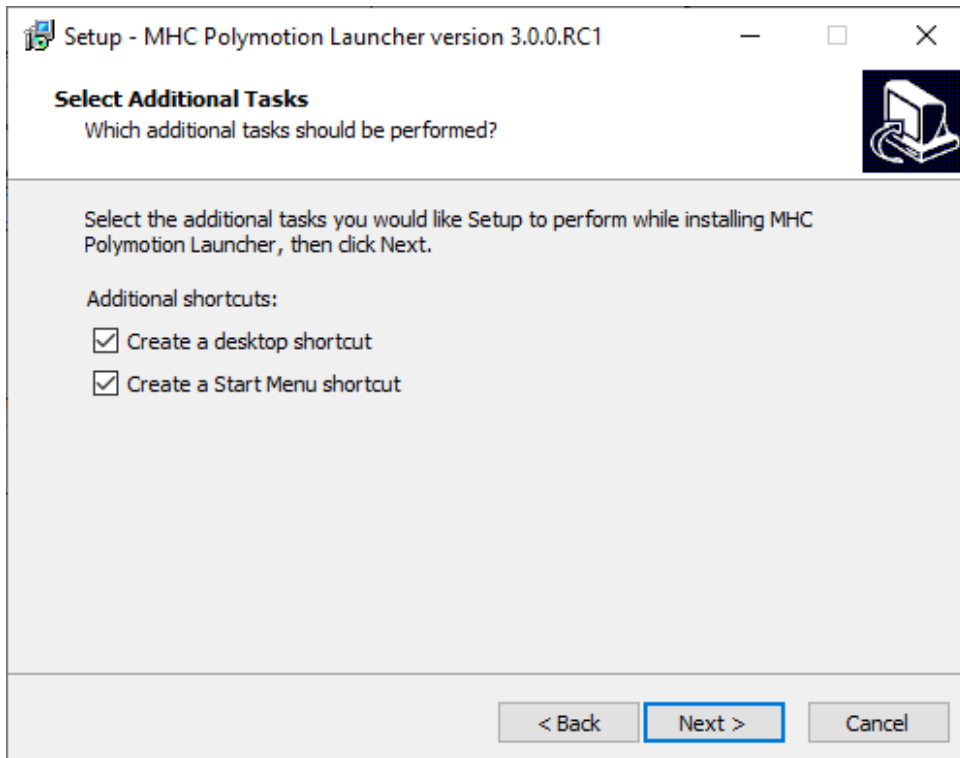 Setup - MHC Polymotion Launcher version 3.0.0.RC1
Select Additional Tasks
Which additional tasks should be performed?
Select the additional tasks you would like Setup to perform while installing MHC
Polymotion Launcher, then click Next.
Additional shortcuts:
Create a desktop shortcut
Create a Start Menu shortcut
< Back
Next >
Cancel